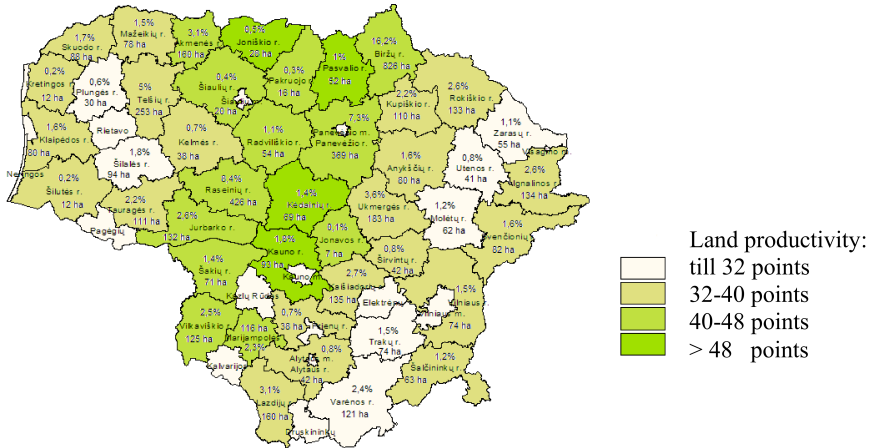 1,7%
Skuodo r.
88 ha
1,5%
Mažeikių r.
78 ha
3,1%
Akmenės r.
160 ha
0,5%
Joniškio r.
28 ha
1%
Pasvalio r.
52 ha
16,2%
Biržų r.
826 ha
0,2%
Kretingos r.
12 ha
0,6%
Plungės r.
30 ha
5%
Telšių r.
253 ha
0,4%
Šiaulių r.
20 ha
Šiaulių m.
0,3%
Pakruojo r.
16 ha
2,2%
Kupiškio r.
110 ha
2,6%
Rokiškio r.
133 ha
1,6%
Klaipėdos r.
80 ha
Rietavo
1,8%
Šilalės r.
94 ha
0,7%
Kelmės r.
38 ha
1,1%
Radviliškio r.
54 ha
7,3%
Panevėžio m.
Panevėžio r.
369 ha
1,1%
Zarasų r.
55 ha
Visagino m.
Neringos
0,2%
Šilutės r.
12 ha
1,6%
Anykščių r.
80 ha
0,8%
Utenos r.
41 ha
2,6%
Ignalinos r.
134 ha
2,2%
Tauragės r.
111 ha
8,4%
Raseinių r.
426 ha
1,4%
Kėdainių r.
69 ha
3,6%
Ukmergės r.
183 ha
1,2%
Molėtų r.
62 ha
1,6%
Švenčionių r.
82 ha
Pagėgių
2,6%
Jurbarko r.
132 ha
1,8%
Kauno r.
93 ha
Kauno m.
0,1%
Jonavos r.
7 ha
0,8%
Širvintų r.
42 ha
1,4%
Šakių r.
71 ha
Kazlų Rūdos
2,7%
Kaišiadorių r.
135 ha
Elektrėnų
1,5%
Vilniaus r.
Vilniaus m.
74 ha
2,5%
Vilkaviškio r.
125 ha
116 ha
Marijampolės
2,3%
0,7%
38 ha
Prienų r.
1,5%
Trakų r.
74 ha
Kalvarijos
0,8%
Alytaus m.
Alytaus r.
42 ha
1,2%
Šalčininkų r.
63 ha
3,1%
Lazdijų r.
160 ha
2,4%
Varėnos r.
121 ha
Druskininkų
Land productivity:
till 32 points
32-40 points
40-48 points
> 48 points